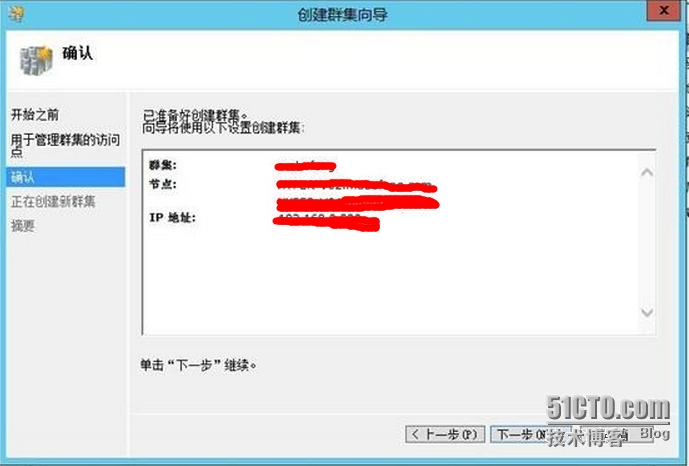 创建群集向导
x
确认
开始之前
用于管理群集的访问
点
确认
正在创建新群集
摘要
已准备好创建群集。
向导将使用以下设置创建群集:
群集:
节点:
IP 地址:
单击“下一步”继续。
< 上一步(P)
下一步(N)
51CTO.com
技术博客 Blog